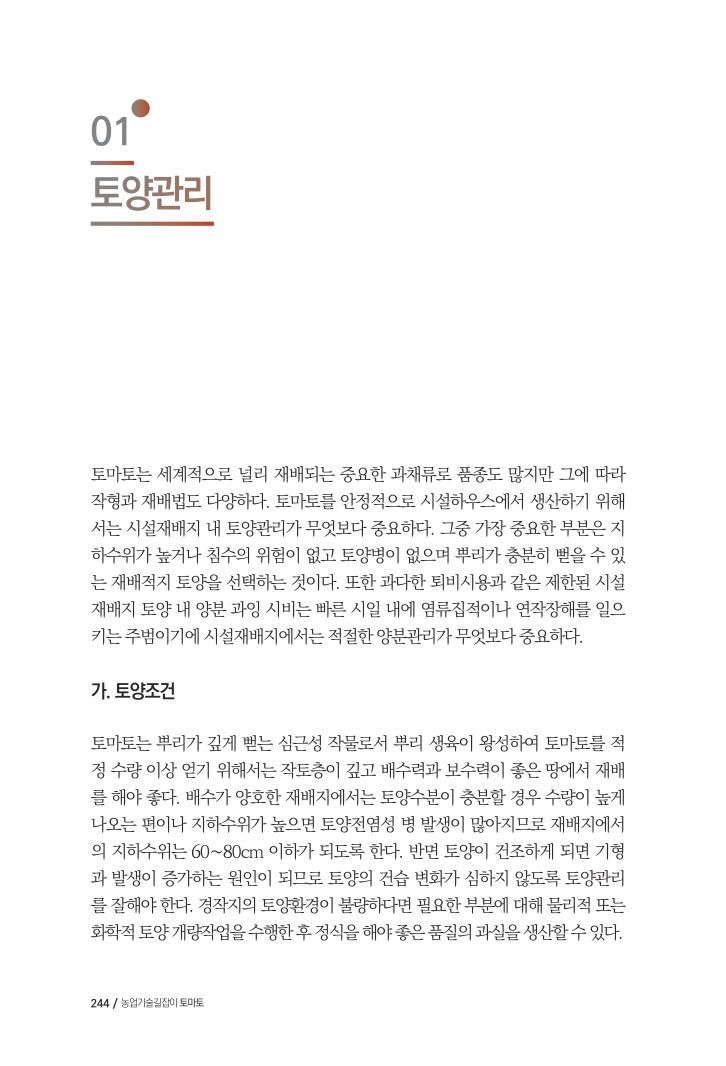 01
토양관리
토마토는 세계적으로 널리 재배되는 중요한 과채류로 품종도 많지만 그에 따라
작형과 재배법도 다양하다. 토마토를 안정적으로 시설하우스에서 생산하기 위해
서는 시설재배지 내 토양관리가 무엇보다 중요하다. 그중 가장 중요한 부분은 지
하수위가 높거나 침수의 위험이 없고 토양병이 없으며 뿌리가 충분히 뻗을 수 있
는 재배적지 토양을 선택하는 것이다. 또한 과다한 퇴비시용과 같은 제한된 시설
재배지 토양 내 양분 과잉 시비는 빠른 시일 내에 염류집적이나 연작장해를 일으
키는 주범이기에 시설재배지에서는 적절한 양분관리가 무엇보다 중요하다.
가. 토양조건
토마토는 뿌리가 깊게 뻗는 심근성 작물로서 뿌리 생육이 왕성하여 토마토를 적
정 수량 이상 얻기 위해서는 작토층이 깊고 배수력과 보수력이 좋은 땅에서 재배
를 해야 좋다. 배수가 양호한 재배지에서는 토양수분이 충분할 경우 수량이 높게
나오는 편이나 지하수위가 높으면 토양전염성 병 발생이 많아지므로 재배지에서
의 지하수위는 60~80cm 이하가 되도록 한다. 반면 토양이 건조하게 되면 기형
과 발생이 증가하는 원인이 되므로 토양의 건습 변화가 심하지 않도록 토양관리
를 잘해야 한다. 경작지의 토양환경이 불량하다면 필요한 부분에 대해 물리적 또는
화학적 토양 개량작업을 수행한 후 정식을 해야 좋은 품질의 과실을 생산할 수 있다.
244 / 농업기술길잡이 토마토